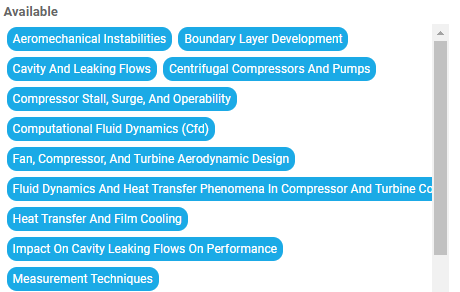 Available
Aeromechanical Instabilities Boundary Layer Development
Cavity And Leaking Flows Centrifugal Compressors And Pumps
Compressor Stall, Surge, And Operability
Computational Fluid Dynamics (Cfd)
Fan, Compressor, And Turbine Aerodynamic Design
Fluid Dynamics And Heat Transfer Phenomena In Compressor And Turbine Co
Heat Transfer And Film Cooling
Impact On Cavity Leaking Flows On Performance
Measurement Techniques